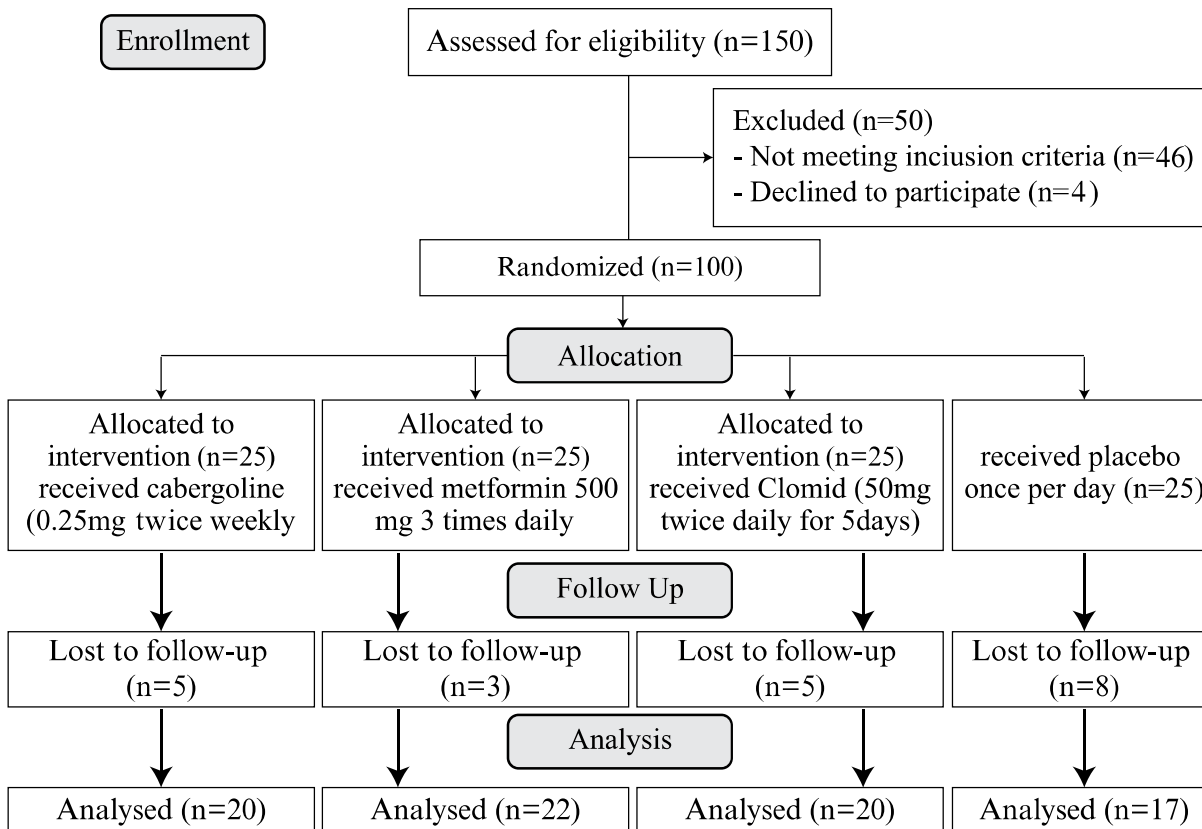 Enrollment
Assessed for eligibility (n=150)
Excluded (n=50)
- Not meeting inciusion criteria (n=46)
- Declined to participate (n=4)
Randomized (n=100)
Allocation
Allocated to
intervention (n=25)
received cabergoline
(0.25mg twice weekly
Allocated to
intervention (n=25)
received metformin 500
mg 3 times daily
Allocated to
intervention (n=25)
received Clomid (50mg
twice daily for 5days)
received placebo
once per day (n=25)
Follow Up
Lost to follow-up
(n=5)
Lost to follow-up
(n=3)
Lost to follow-up
(n=5)
Lost to follow-up
(n=8)
Analysis
Analysed (n=20)
Analysed (n=22)
Analysed (n=20)
Analysed (n=17)